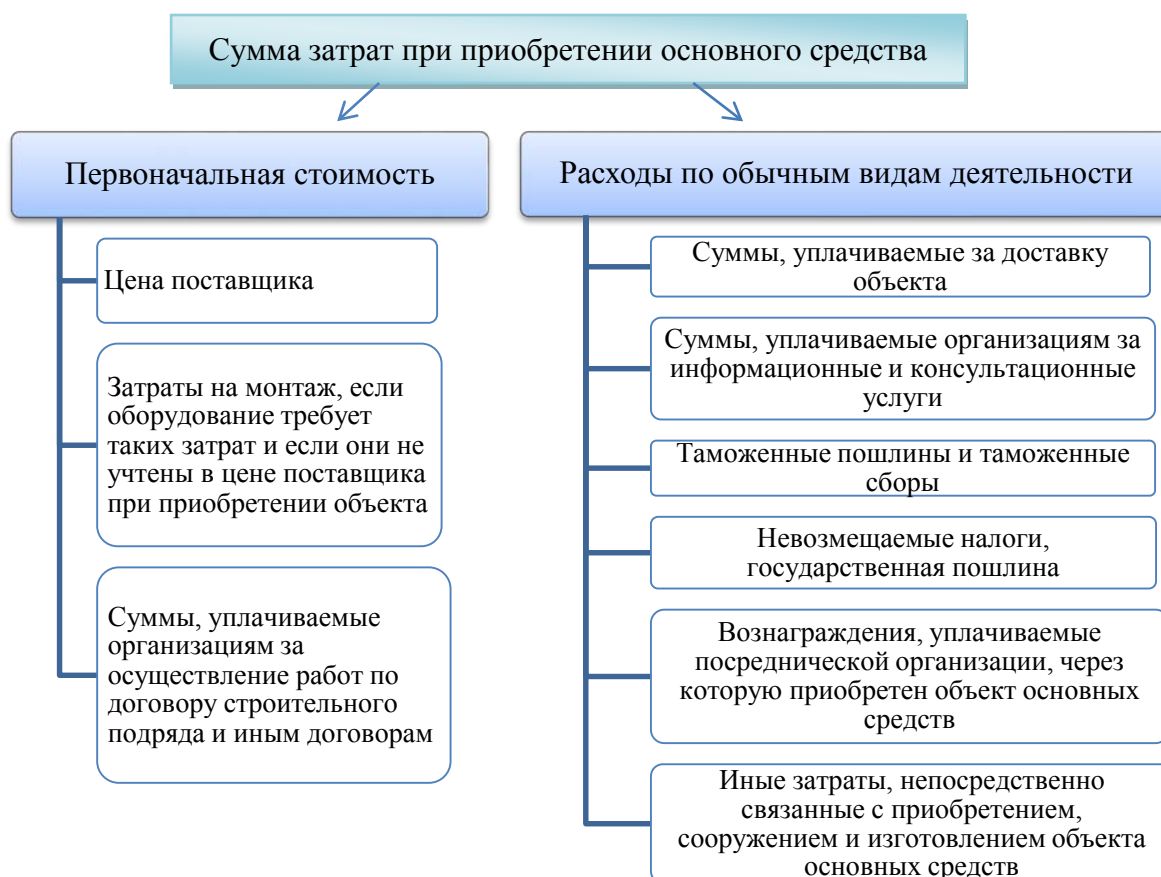 Сумма затрат при приобретении основного средства
Первоначальная стоимость
Цена поставщика
Затраты на монтаж, если
оборудование требует
таких затрат и если они не
учтены в цене поставщика
при приобретении объекта
Суммы, уплачиваемые
организациям за
осуществление работ по
договору строительного
подряда и иным договорам
Расходы по обычным видам деятельности
Суммы, уплачиваемые за доставку
объекта
Суммы, уплачиваемые организациям за
информационные и консультационные
услуги
Таможенные пошлины и таможенные
сборы
Невозмещаемые налоги,
государственная пошлина
Вознаграждения, уплачиваемые
посреднической организации, через
которую приобретен объект основных
средств
Иные затраты, непосредственно
связанные с приобретением,
сооружением и изготовлением объекта
основных средств